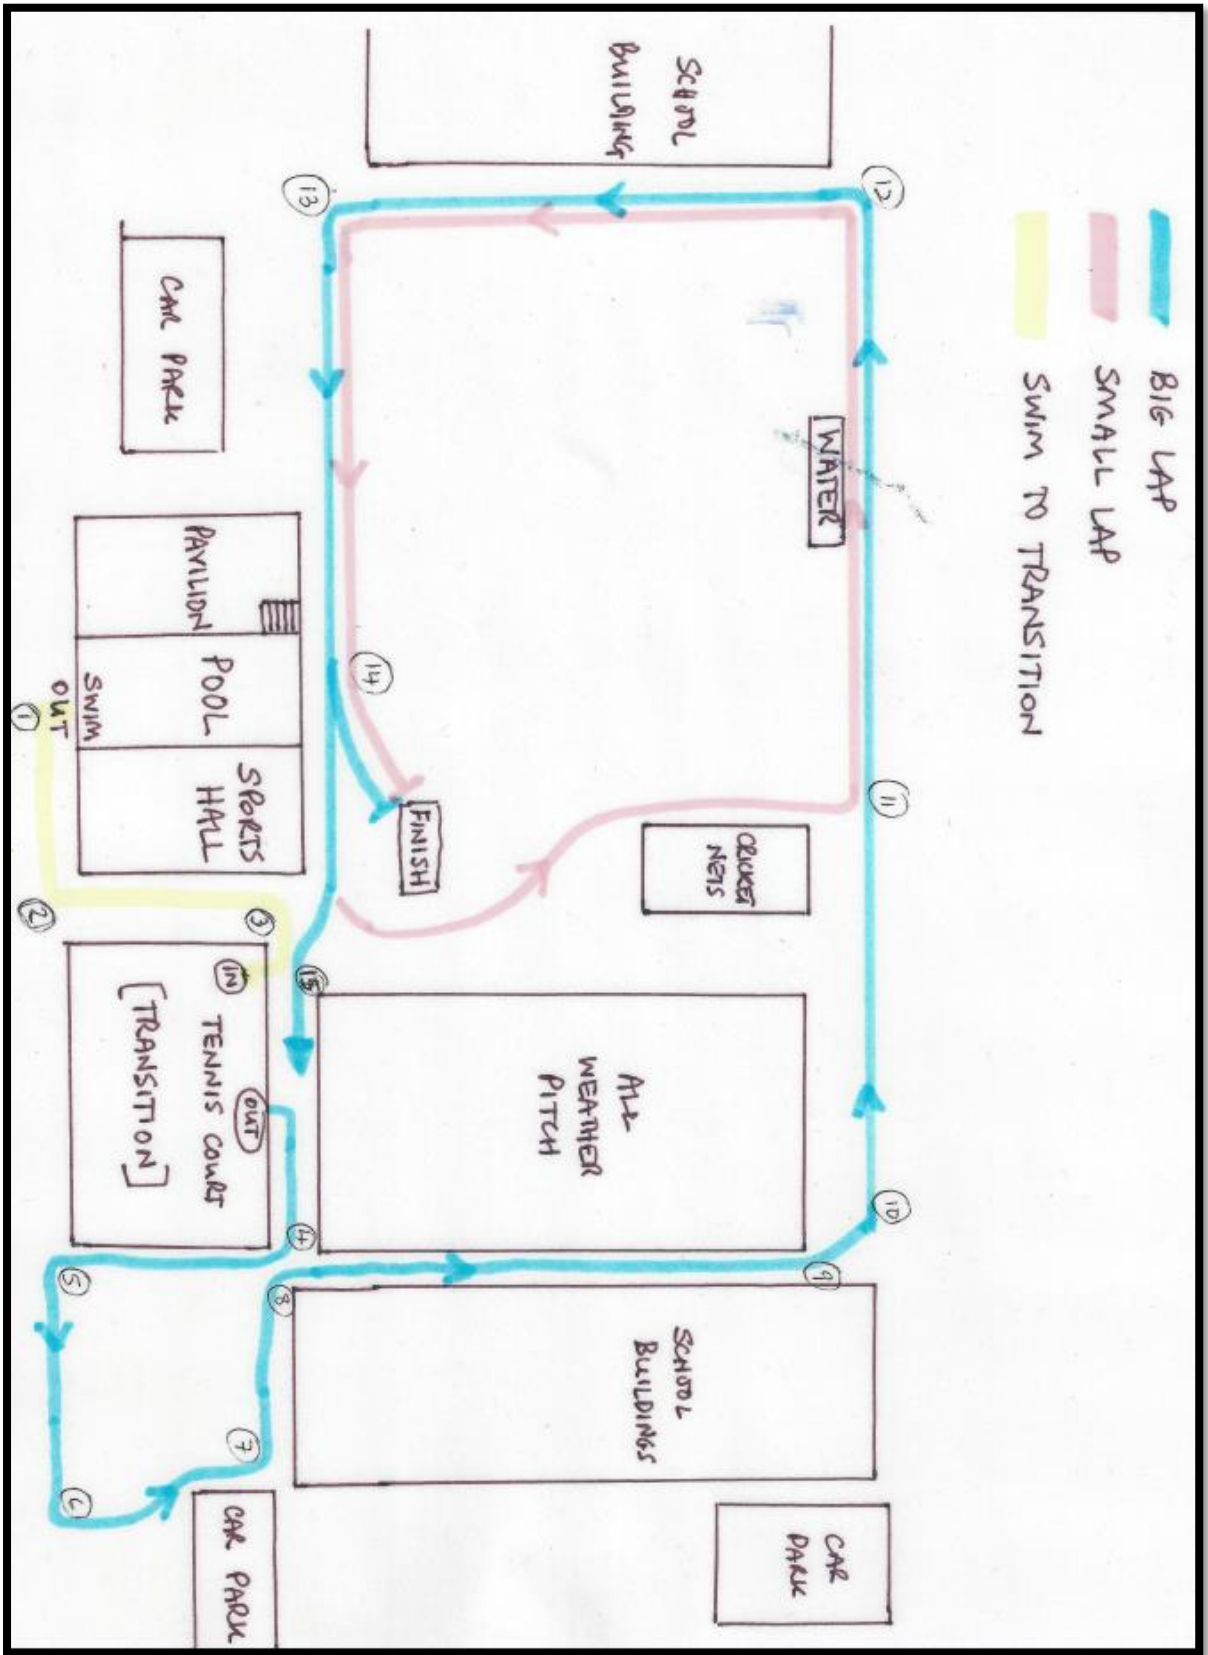 BIG LAP
SMALL LAP
SWIM TO TRANSITION
SCHOOL
BUILDING
12
13
WATER
11
10
CAR PARK
PAVILION
POOL
SWIM
OUT
1
SPORTS
HALL
14
FINISH
CRICKET
NETS
2
3
IN
15
TENNIS COURT
[TRANSITION]
OUT
ALL
WEATHER
PITCH
4
5
6
7
8
9
SCHOOL
BUILDINGS
CAR PARK
CAR
PARK